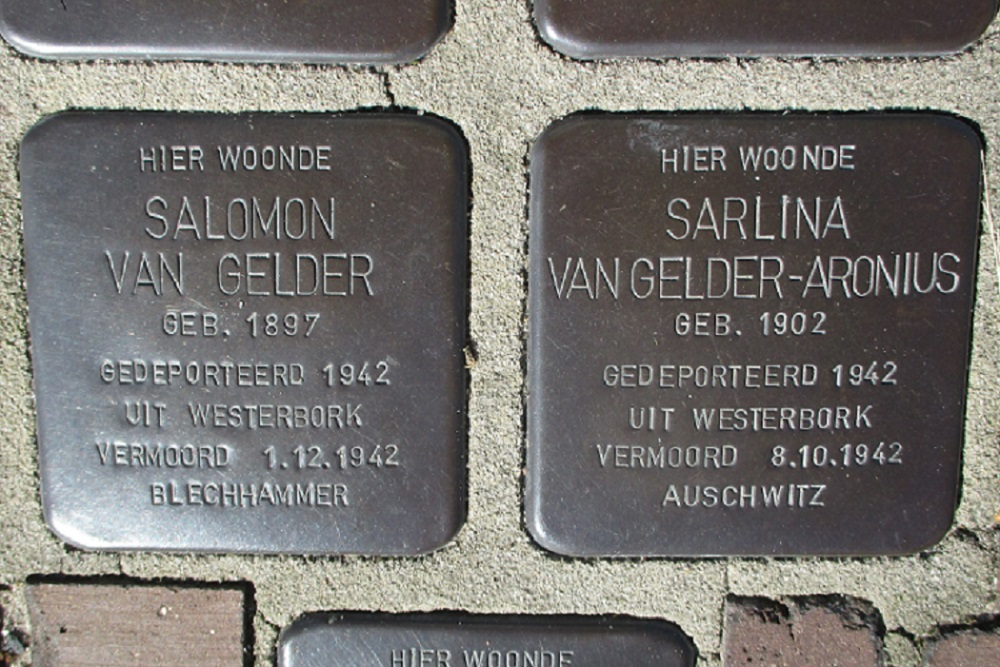 HIER WOONDE
SALOMON
VAN GELDER
GEB. 1897
GEDEPORTEERD 1942
UIT WESTERBORK
VERMOORD 1.12.1942
BLECHHAMMER
HIER WOONDE
SARLINA
VAN GELDER-ARONIUS
GEB. 1902
GEDEPORTEERD 1942
UIT WESTERBORK
VERMOORD 8.10.1942
AUSCHWITZ
HIER WOONDE